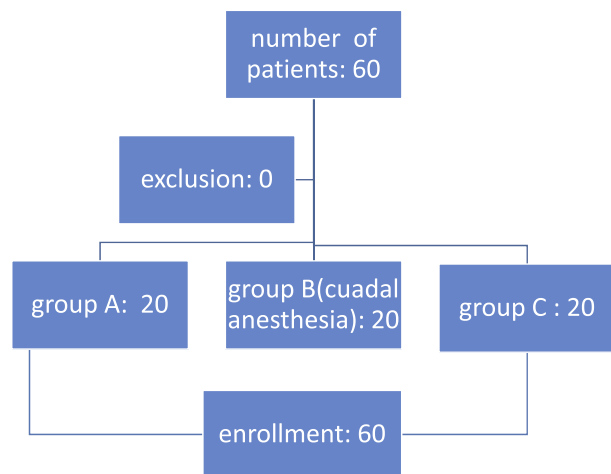 number of
patients: 60
exclusion: 0
group A: 20
group B(cuadal
anesthesia): 20
group C : 20
enrollment: 60